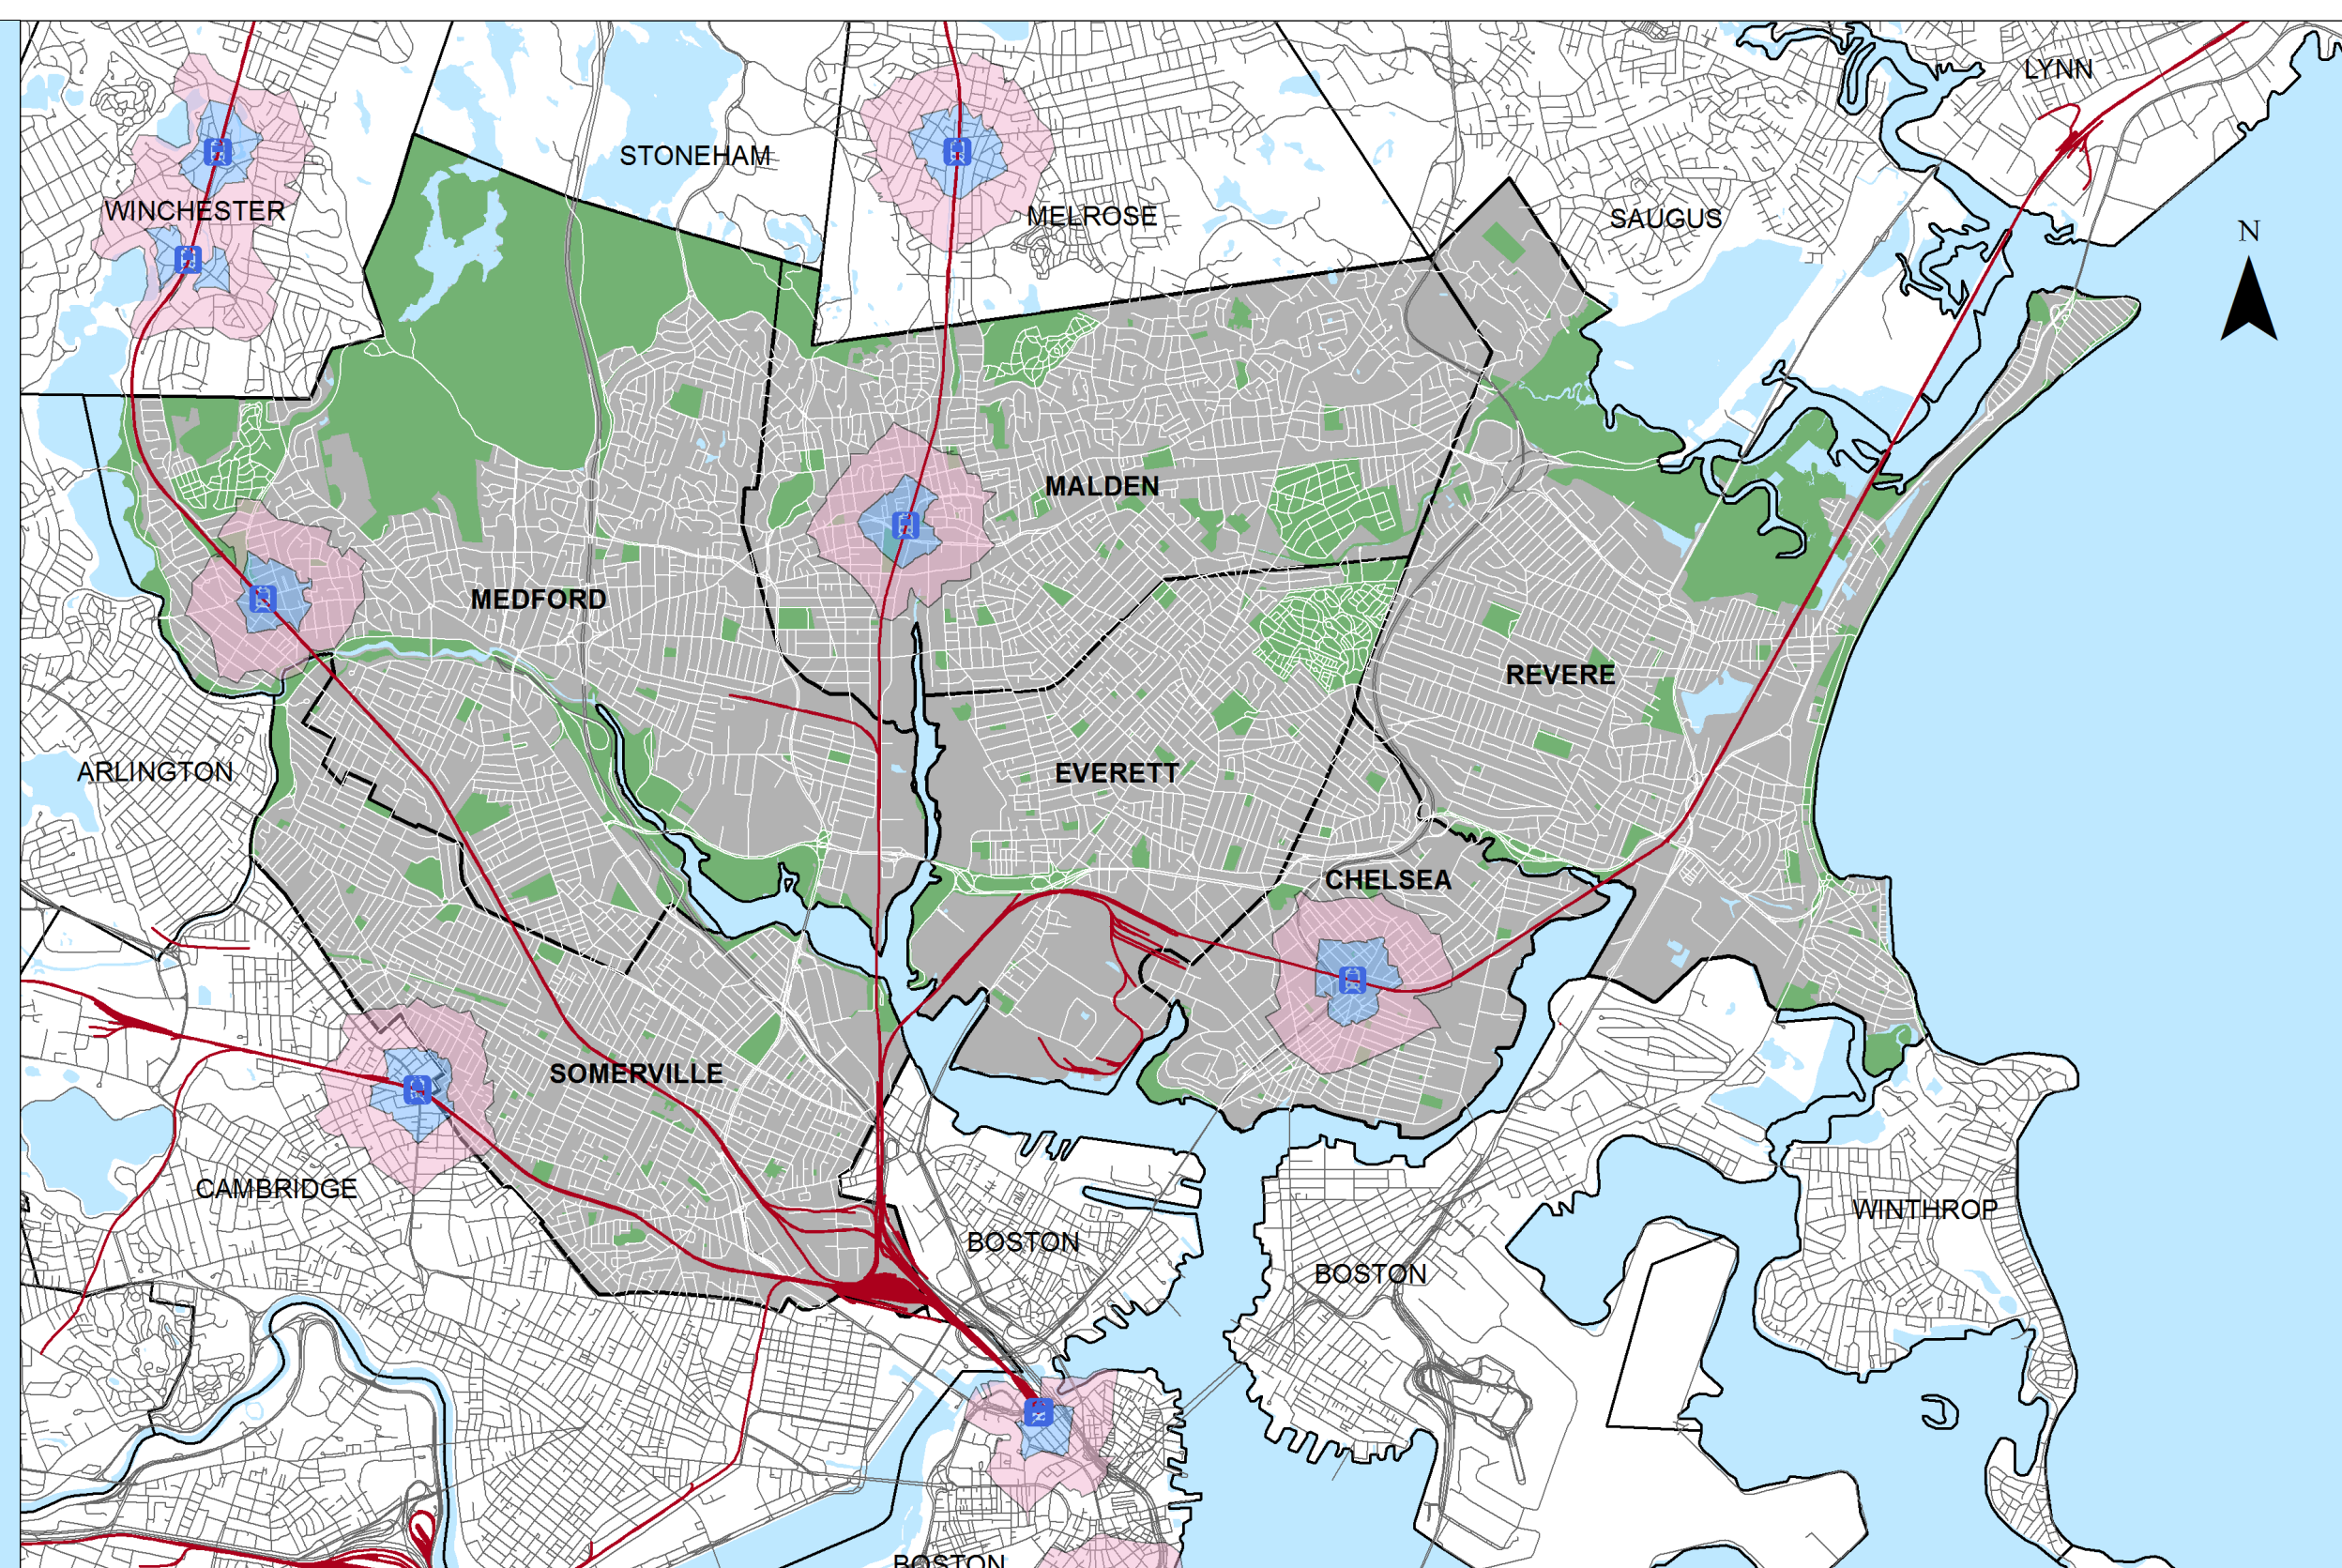 LYNN
STONEHAM
WINCHESTER
MELROSE
SAUGUS
N
MALDEN
MEDFORD
REVERE
ARLINGTON
EVERETT
CHELSEA
SOMERVILLE
CAMBRIDGE
WINTHROP
BOSTON
BOSTON
BOSTON